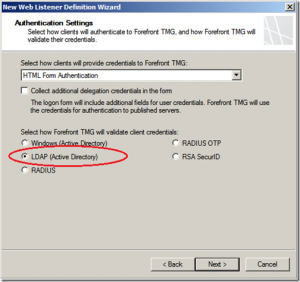 New Web Listener Definition Wizard
Authentication Settings
Select how clients will authenticate to Forefront TMG, and how Forefront TMG will
validate their credentials.
Select how clients will provide credentials to Forefront TMG:
HTML Form Authentication
Collect additional delegation credentials in the form
The logon form will include additional fields for user credentials. Forefront TMG will use
the credentials for authentication to published servers.
Select how Forefront TMG will validate client credentials:
Windows (Active Directory)
RADIUS OTP
LDAP (Active Directory)
RSA SecurID
RADIUS
< Back
Next >
Cancel